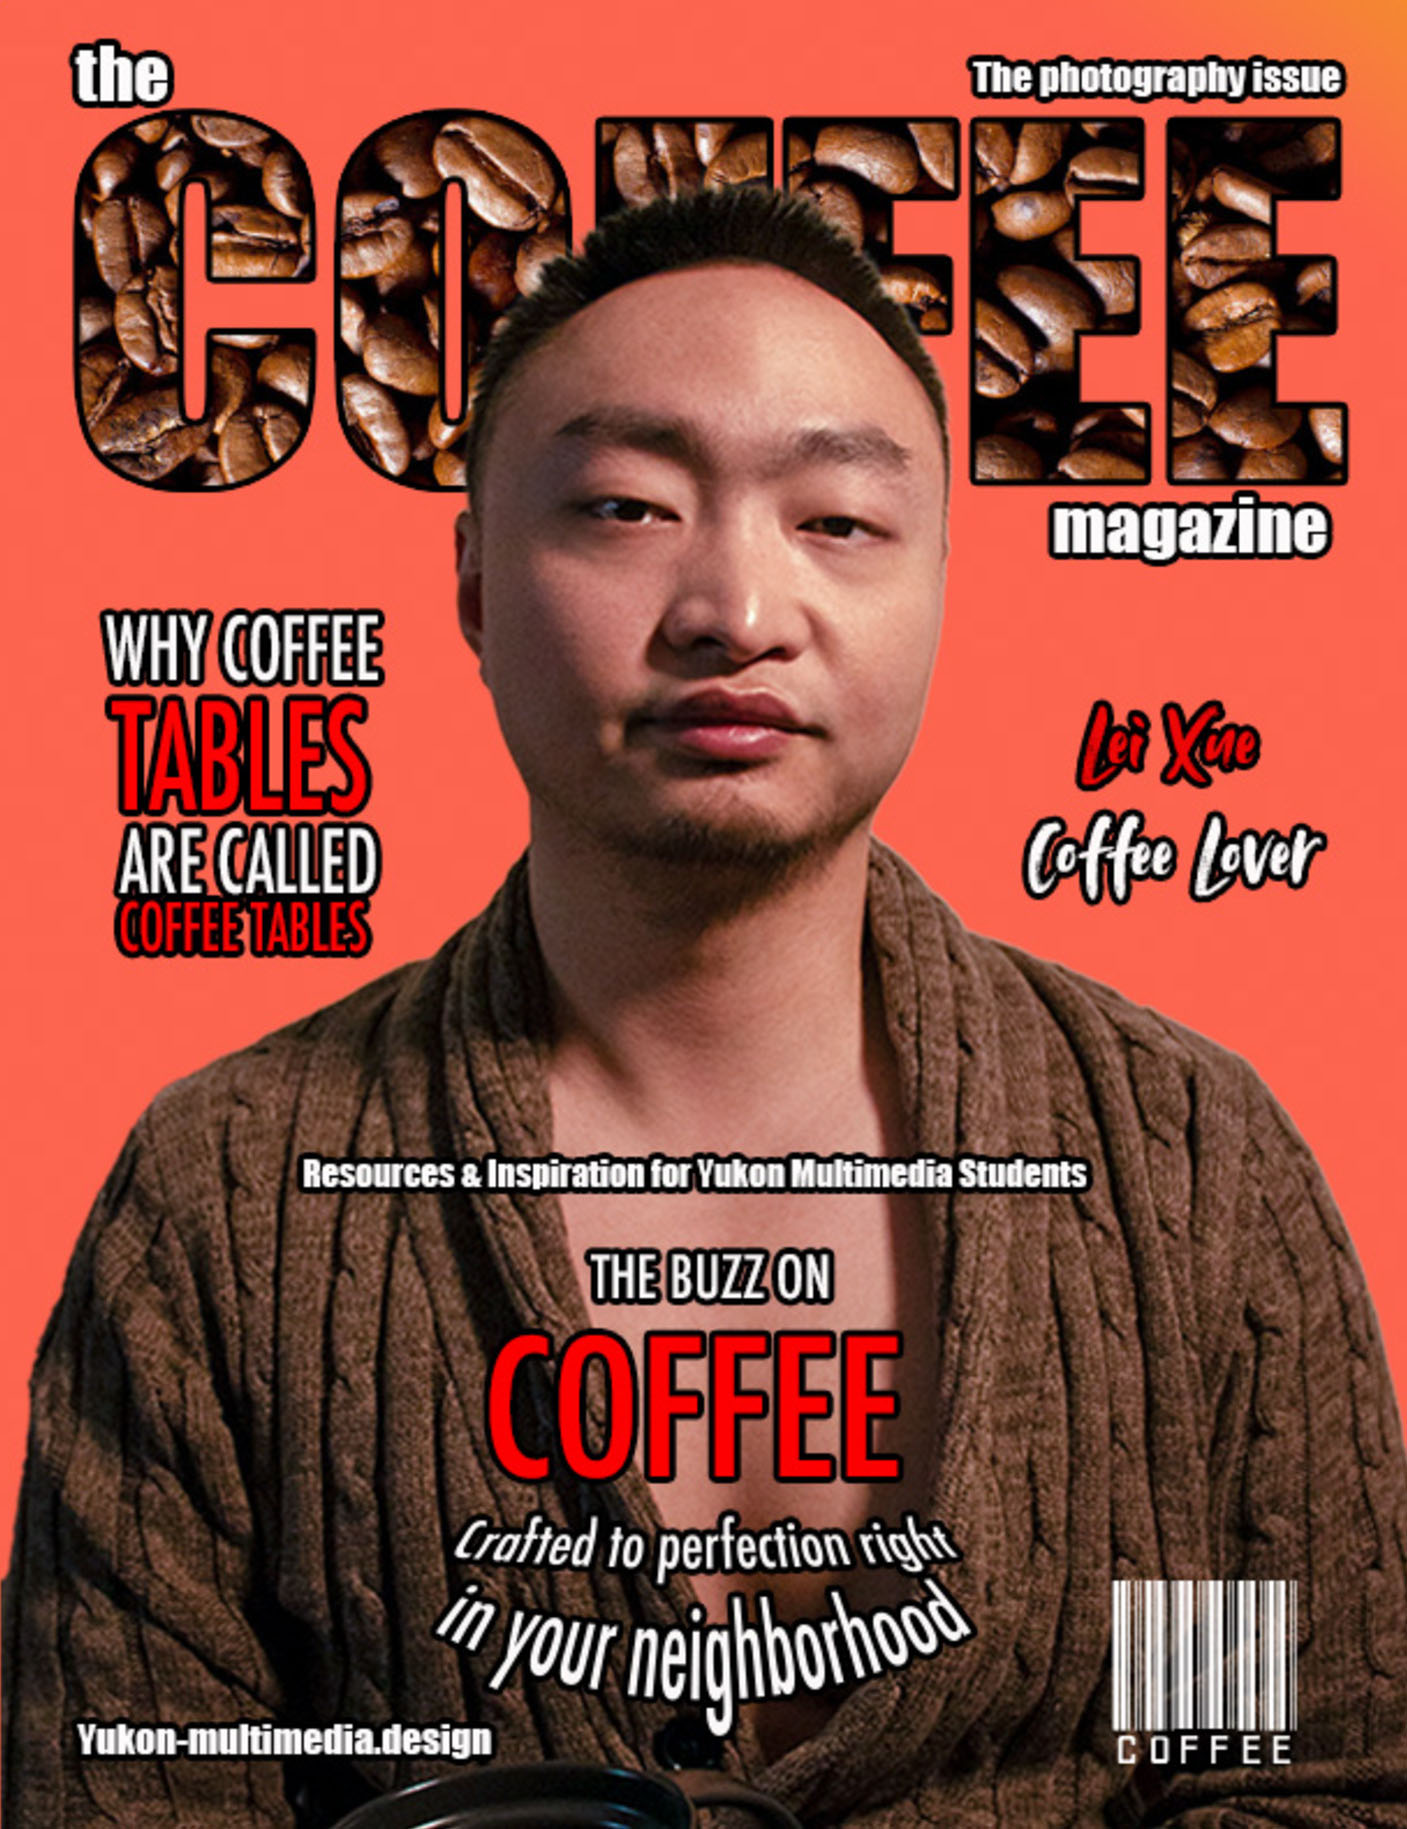 the
The photography issue
COFFEE
magazine
WHY COFFEE
TABLES
ARE CALLED
COFFEE TABLES
Lei Xue
Coffee Lover
Resources & Inspiration for Yukon Multimedia Students
THE BUZZ ON
COFFEE
Crafted to perfection right
in your neighborhood
Yukon-multimedia.design
COFFEE